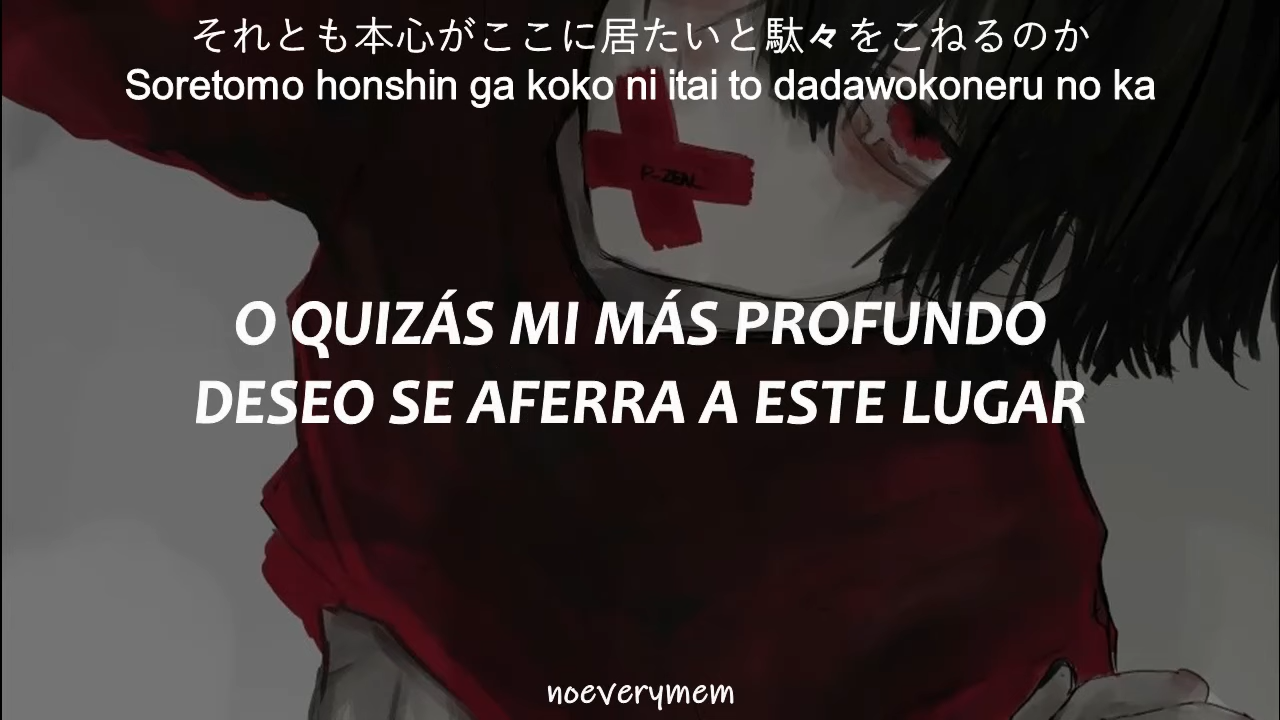 それとも本心がここに居たいと駄々をこねるのか
Soretomo honshin ga koko ni itai to dadawokoneru no ka
P-ZEN
O QUIZÁS MI MÁS PROFUNDO
DESEO SE AFERRA A ESTE LUGAR
noeverymem